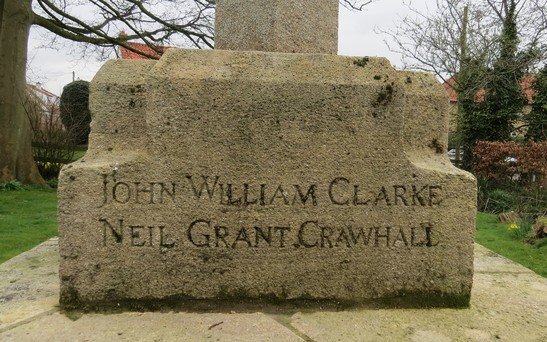 JOHN WILLIAM CLARKE
NEIL GRANT CRAWHALL